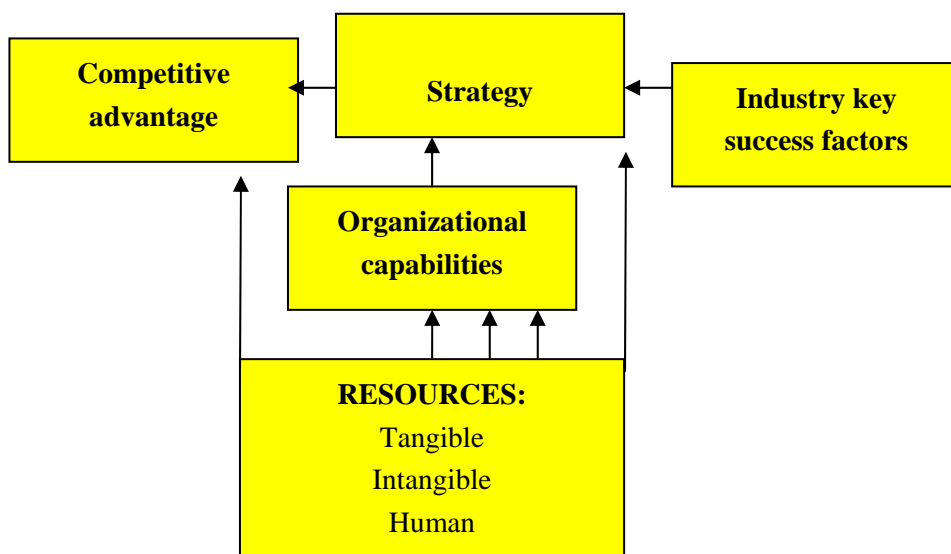 Competitive
advantage
Strategy
Industry key
success factors
Organizational
capabilities
RESOURCES:
Tangible
Intangible
Human